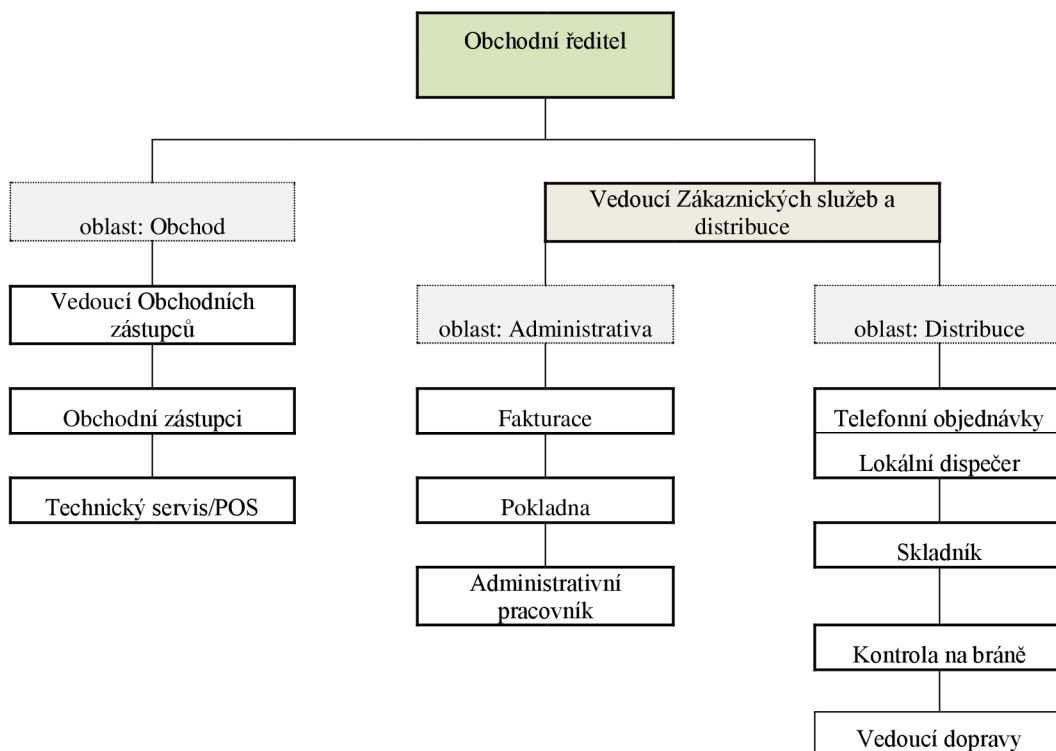 Obchodní ředitel
oblast: Obchod
Vedoucí Zákaznických služeb a
distribuce
Vedoucí Obchodních
zástupců
oblast: Administrativa
oblast: Distribuce
Obchodní zástupci
Fakturace
Telefonní objednávky
Lokální dispečer
Technický servis/POS
Pokladna
Skladník
Administrativní
pracovník
Kontrola na bráně
Vedoucí dopravy